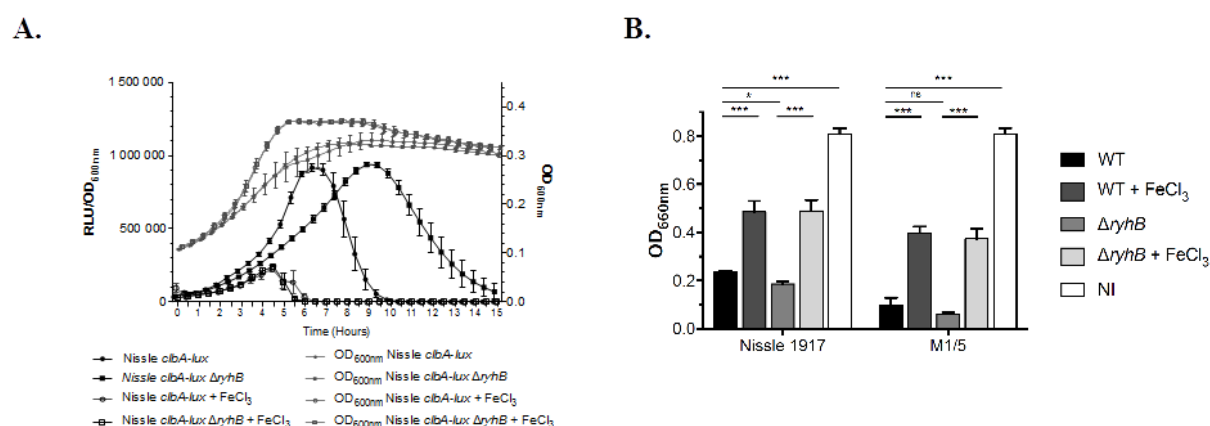 A.
B.
1 500 000
1000 000
500 000
0
RLU/OD600nm
0.4
0.3
0.2
0.1
0.0
OD600nm
0 1 2 3 4 5 6 7 8 9 10 11 12 13 14 15
Time (Hours)
Nissle clbA-lux
Nissle clbA-lux ΔryhB
Nissle clbA-lux + FeCl3
Nissle clbA-lux ΔryhB + FeCl3
OD600nm Nissle clbA-lux
OD600nm Nissle clbA-lux ΔryhB
OD600nm Nissle clbA-lux + FeCl3
OD600nm Nissle clbA-lux ΔryhB + FeCl3
*** ***
* ne
*** *** *** ***
0.8
0.6
0.4
0.2
0.0
OD660nm
Nissle 1917 M1/5
WT
WT + FeCl3
ΔryhB
ΔryhB + FeCl3
NI